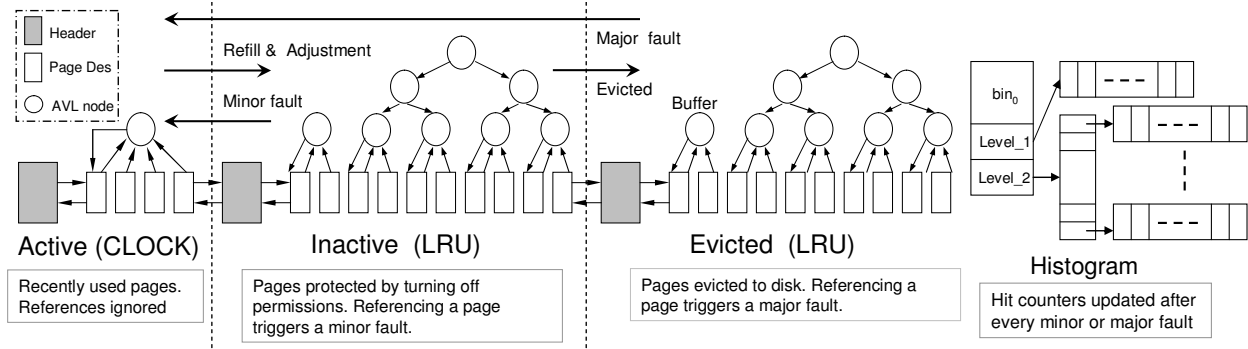 Header
Page Des
AVL node
Refill & Adjustment
Minor fault
Major fault
Evicted
Buffer
bin0
Level_1
Level_2
Active (CLOCK)
Inactive (LRU)
Evicted (LRU)
Histogram
Recently used pages.
References ignored
Pages protected by turning off
permissions. Referencing a page
triggers a minor fault.
Pages evicted to disk. Referencing a
page triggers a major fault.
Hit counters updated after
every minor or major fault